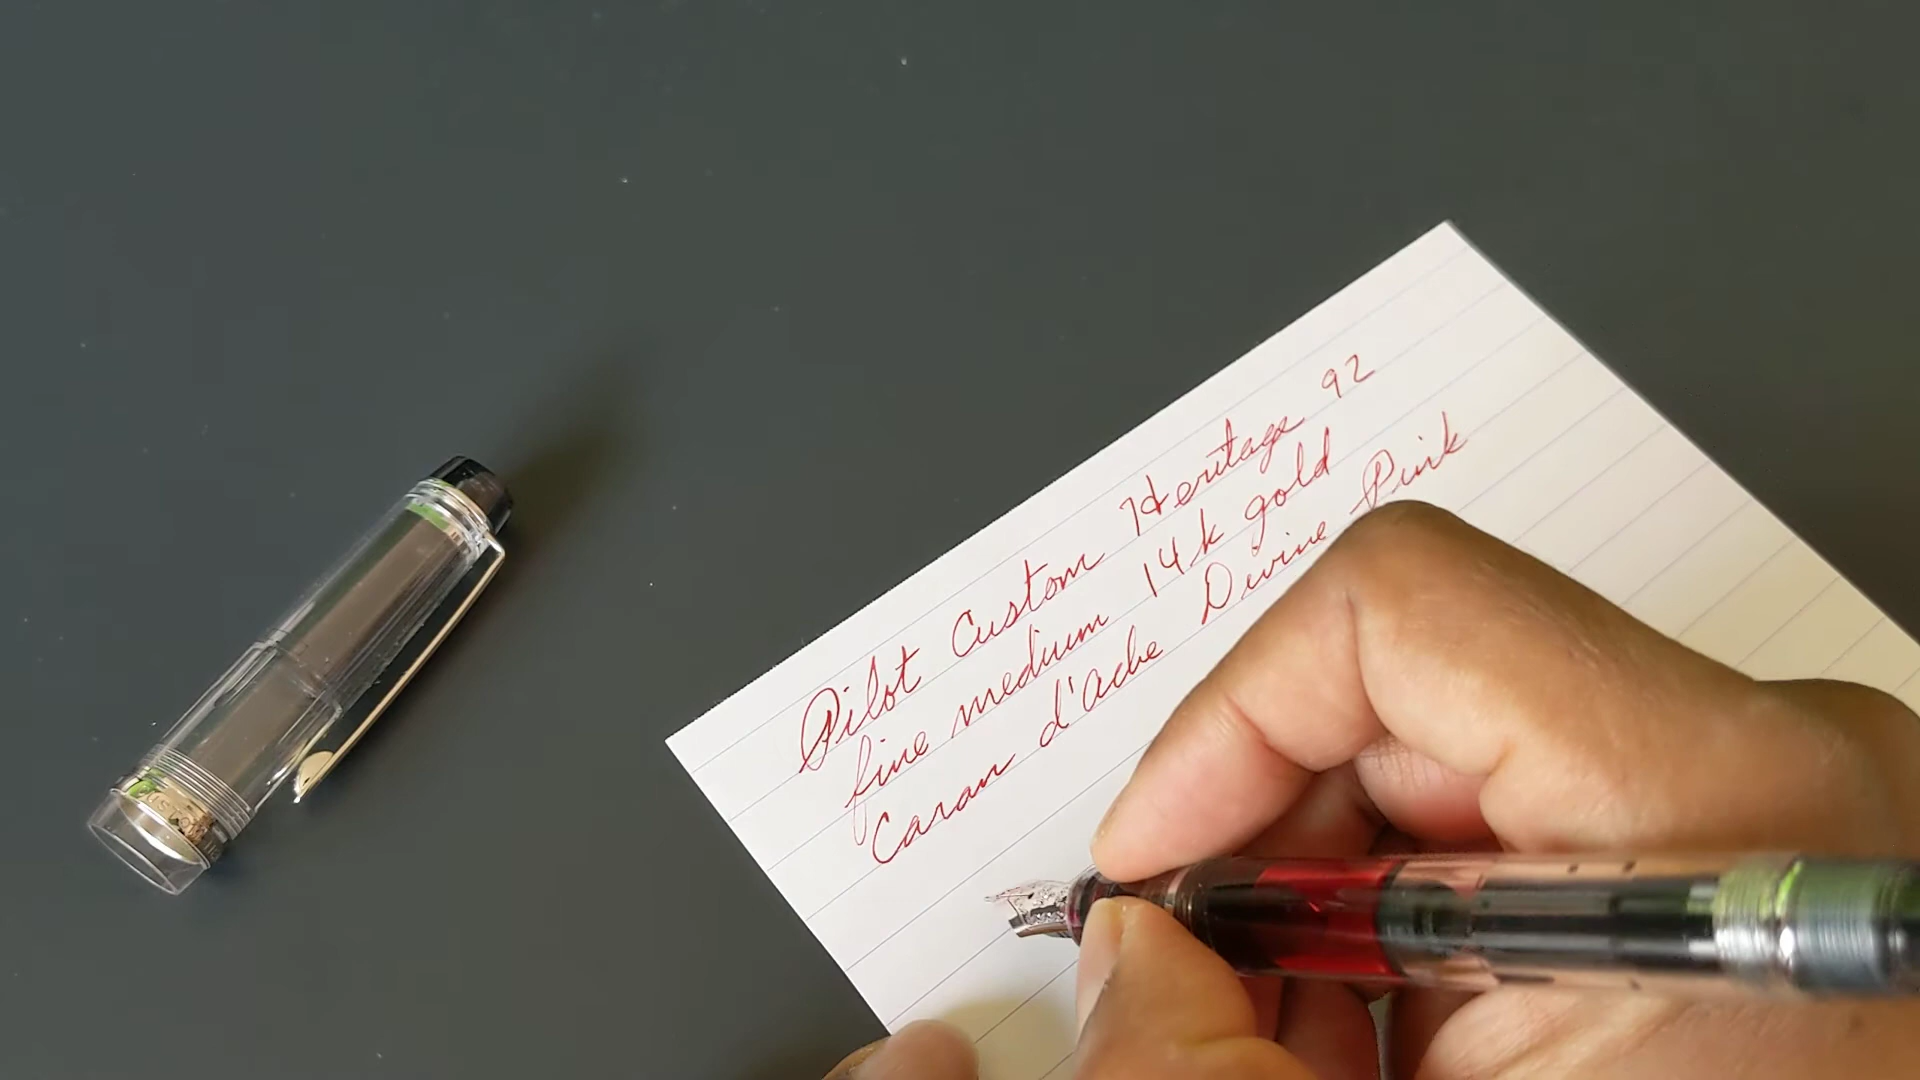 Pilot Custom Heritage 92
fine medium 14k gold
Caran d'ache Divine Pink